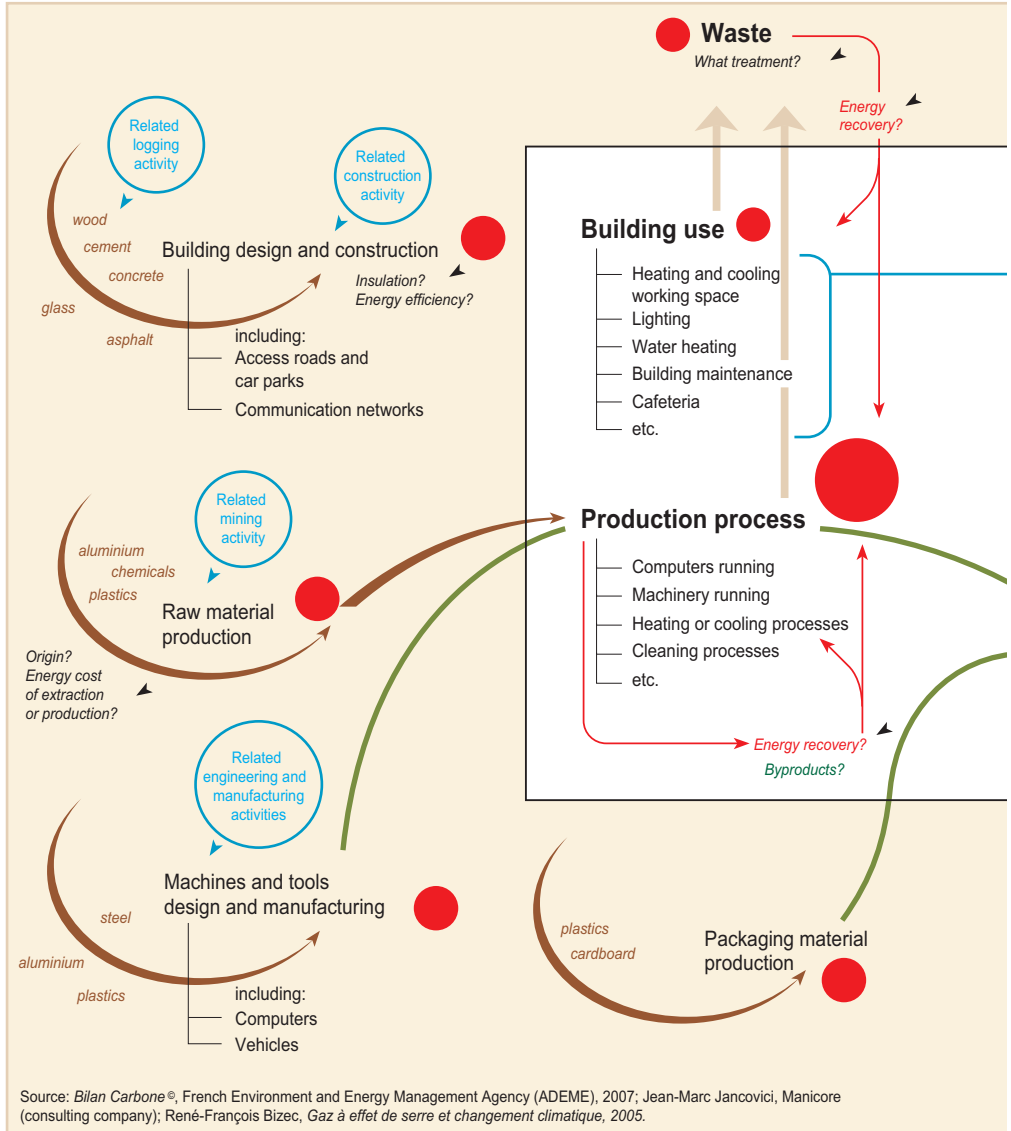 Waste
What treatment?
Energy
recovery?
Related
logging
activity
Related
construction
activity
wood
cement
concrete
glass
asphalt
Building design and construction
Insulation?
Energy efficiency?
including:
Access roads and
car parks
Communication networks
Building use
Heating and cooling
working space
Lighting
Water heating
Building maintenance
Cafeteria
etc.
Related
mining
activity
aluminium
chemicals
plastics
Raw material
production
Origin?
Energy cost
of extraction
or production?
Production process
Computers running
Machinery running
Heating or cooling processes
Cleaning processes
etc.
Energy recovery?
Byproducts?
Related
engineering and
manufacturing
activities
Machines and tools
design and manufacturing
steel
aluminium
plastics
including:
Computers
Vehicles
plastics
cardboard
Packaging material
production
Source: Bilan Carbone ©, French Environment and Energy Management Agency (ADEME), 2007; Jean-Marc Jancovici, Manicore
(consulting company); René-François Bizec, Gaz à effet de serre et changement climatique, 2005.